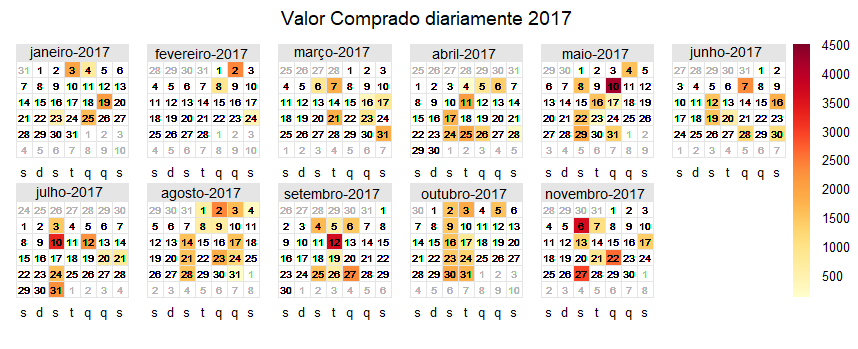 Valor Comprado diariamente 2017
janeiro-2017
31 1 2 3 4 5 6
7 8 9 10 11 12 13
14 15 16 17 18 19 20
21 22 23 24 25 26 27
28 29 30 31 1 2 3
4 5 6 7 8 9 10
s d s t q q s
fevereiro-2017
28 29 30 31 1 2 3
4 5 6 7 8 9 10
11 12 13 14 15 16 17
18 19 20 21 22 23 24
25 26 27 28 1 2 3
4 5 6 7 8 9 10
s d s t q q s
março-2017
25 26 27 28 1 2 3
4 5 6 7 8 9 10
11 12 13 14 15 16 17
18 19 20 21 22 23 24
25 26 27 28 29 30 31
1 2 3 4 5 6 7
s d s t q q s
abril-2017
25 26 27 28 29 30 31
1 2 3 4 5 6 7
8 9 10 11 12 13 14
15 16 17 18 19 20 21
22 23 24 25 26 27 28
29 30 1 2 3 4 5
s d s t q q s
maio-2017
29 30 1 2 3 4 5
6 7 8 9 10 11 12
13 14 15 16 17 18 19
20 21 22 23 24 25 26
27 28 29 30 31 1 2
3 4 5 6 7 8 9
s d s t q q s
junho-2017
27 28 29 30 31 1 2
3 4 5 6 7 8 9
10 11 12 13 14 15 16
17 18 19 20 21 22 23
24 25 26 27 28 29 30
1 2 3 4 5 6 7
s d s t q q s
julho-2017
24 25 26 27 28 29 30
1 2 3 4 5 6 7
8 9 10 11 12 13 14
15 16 17 18 19 20 21
22 23 24 25 26 27 28
29 30 31 1 2 3 4
s d s t q q s
agosto-2017
29 30 31 1 2 3 4
5 6 7 8 9 10 11
12 13 14 15 16 17 18
19 20 21 22 23 24 25
26 27 28 29 30 31 1
2 3 4 5 6 7 8
s d s t q q s
setembro-2017
26 27 28 29 30 31 1
2 3 4 5 6 7 8
9 10 11 12 13 14 15
16 17 18 19 20 21 22
23 24 25 26 27 28 29
30 1 2 3 4 5 6
s d s t q q s
outubro-2017
30 1 2 3 4 5 6
7 8 9 10 11 12 13
14 15 16 17 18 19 20
21 22 23 24 25 26 27
28 29 30 31 1 2 3
4 5 6 7 8 9 10
s d s t q q s
novembro-2017
28 29 30 31 1 2 3
4 5 6 7 8 9 10
11 12 13 14 15 16 17
18 19 20 21 22 23 24
25 26 27 28 29 30 1
2 3 4 5 6 7 8
s d s t q q s
4500
4000
3500
3000
2500
2000
1500
1000
500